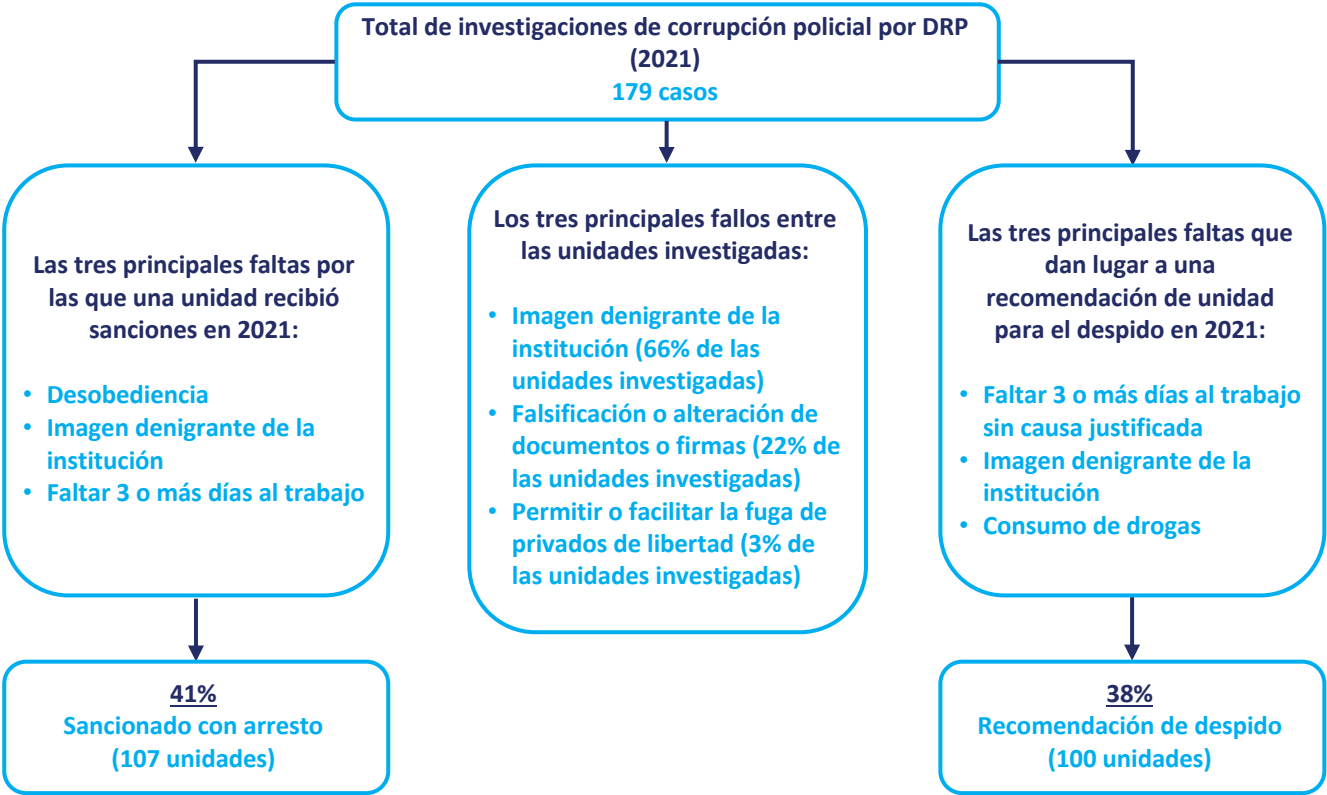 Total de investigaciones de corrupción policial por DRP
(2021)
179 casos
Las tres principales faltas por
las que una unidad recibió
sanciones en 2021:
• Desobediencia
• Imagen denigrante de la
institución
• Faltar 3 o más días al trabajo
Los tres principales fallos entre
las unidades investigadas:
• Imagen denigrante de la
institución (66% de las
unidades investigadas)
• Falsificación o alteración de
documentos o firmas (22% de
las unidades investigadas)
• Permitir o facilitar la fuga de
privados de libertad (3% de
las unidades investigadas)
Las tres principales faltas que
dan lugar a una
recomendación de unidad
para el despido en 2021:
• Faltar 3 o más días al trabajo
sin causa justificada
• Imagen denigrante de la
institución
• Consumo de drogas
41%
Sancionado con arresto
(107 unidades)
38%
Recomendación de despido
(100 unidades)